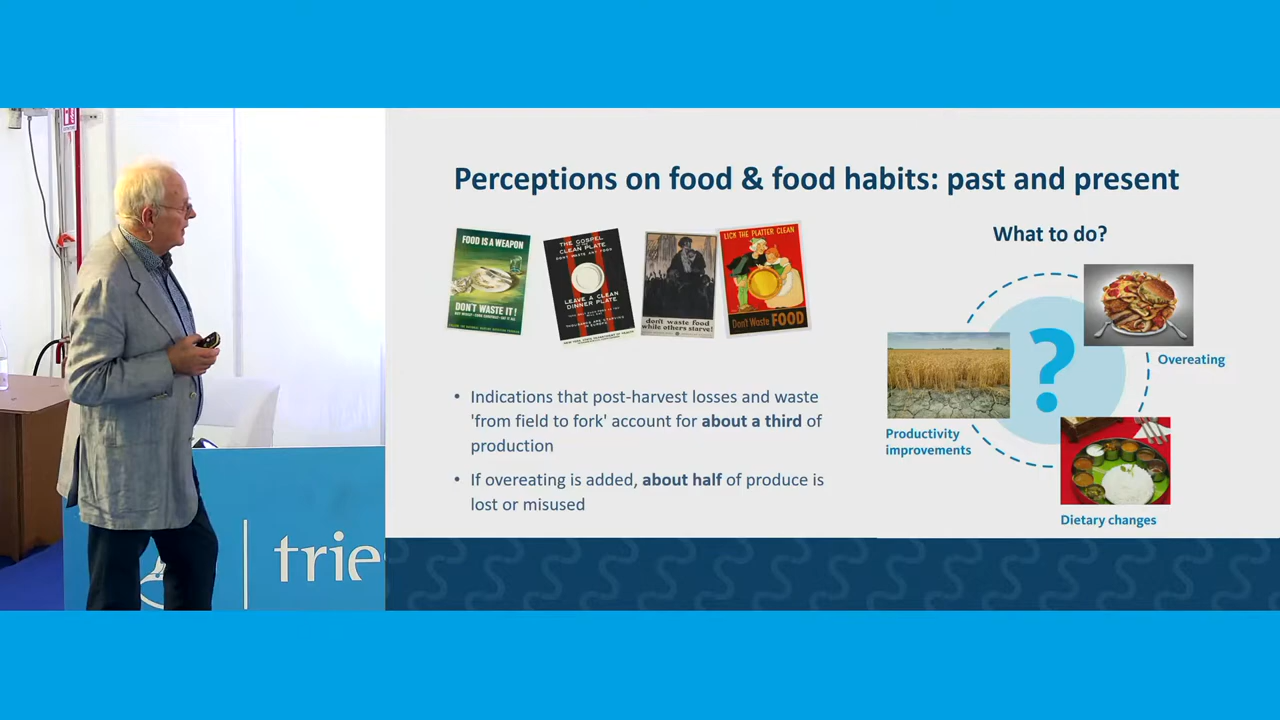 Perceptions on food & food habits: past and present
What to do?
FOOD IS A WEAPON
DON'T WASTE IT!
THE GOSPEL
CLEAN PLATE
LEAVE A CLEAN
DINNER PLATE
don't waste food
while others starve!
LICK THE PLATTER CLEAN
Don't Waste FOOD
• Indications that post-harvest losses and waste
'from field to fork' account for about a third of
production
• If overeating is added, about half of produce is
lost or misused
Overeating
Productivity
improvements
Dietary changes
trie